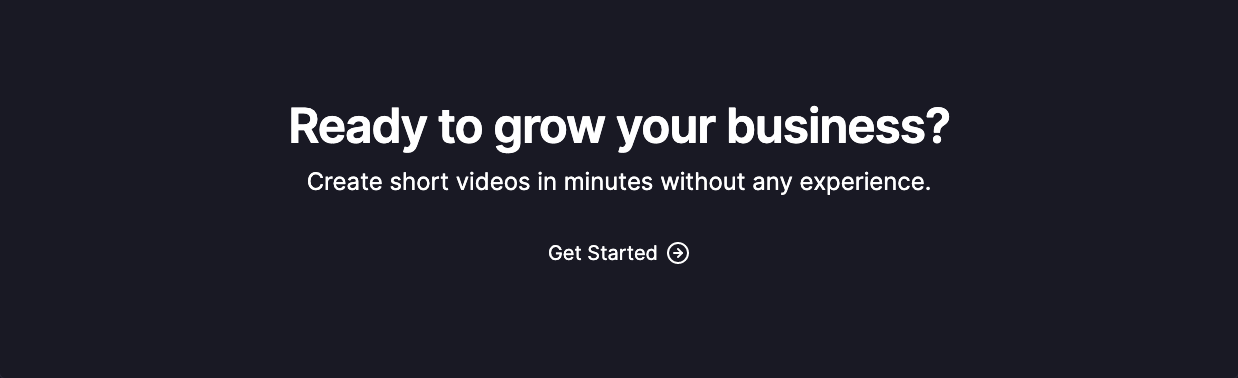 Ready to grow your business?
Create short videos in minutes without any experience.
Get Started